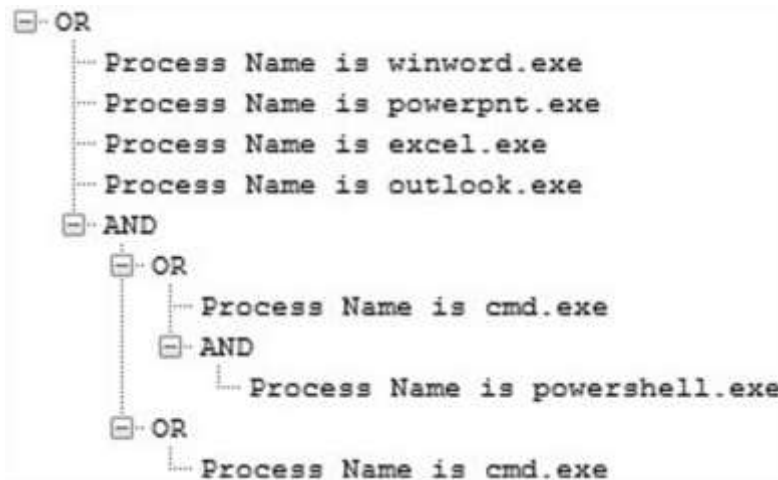 OR
Process Name is winword.exe
Process Name is powerpnt.exe
Process Name is excel.exe
Process Name is outlook.exe
AND
OR
Process Name is cmd.exe
AND
Process Name is powershell.exe
OR
Process Name is cmd.exe